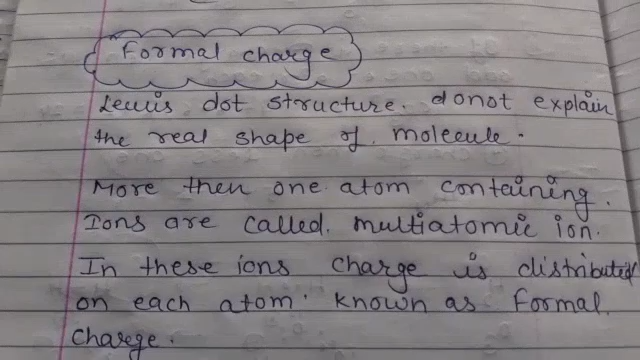 Formal charge
Lewis dot structure. donot explain
the real shape of molecule.
More then one atom containing.
Ions are called. multiatomic ion.
In these ions charge is distributed
on each atom. known as Formal.
charge.